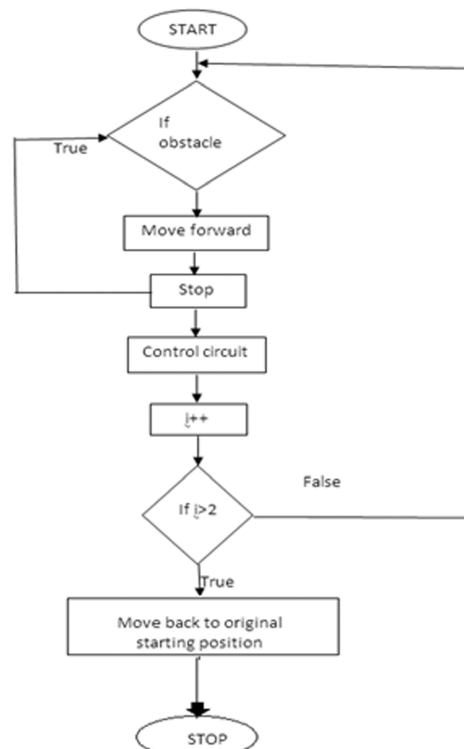 START
If
obstacle
True
Move forward
Stop
Control circuit
i++
False
If i>2
True
Move back to original
starting position
STOP